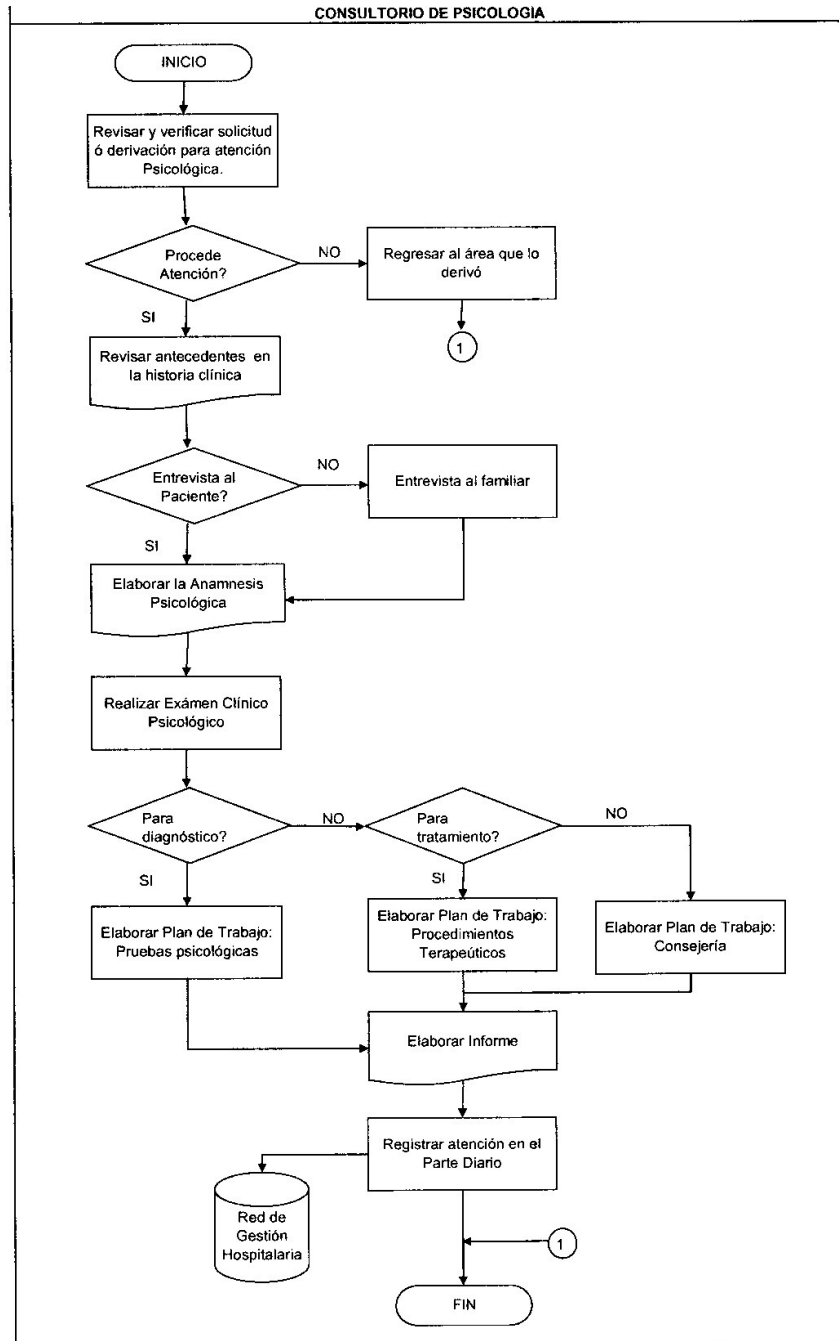 CONSULTORIO DE PSICOLOGIA
INICIO
Revisar y verificar solicitud
ó derivación para atención
Psicológica.
Procede
Atención?
NO
Regresar al área que lo
derivó
SI
1
Revisar antecedentes en
la historia clínica
Entrevista al
Paciente?
NO
Entrevista al familiar
SI
Elaborar la Anamnesis
Psicológica
Realizar Exámen Clínico
Psicológico
Para
diagnóstico?
NO
Para
tratamiento?
NO
SI
SI
Elaborar Plan de Trabajo:
Pruebas psicológicas
Elaborar Plan de Trabajo:
Procedimientos
Terapeúticos
Elaborar Plan de Trabajo:
Consejería
Elaborar Informe
Registrar atención en el
Parte Diario
Red de
Gestión
Hospitalaria
1
FIN